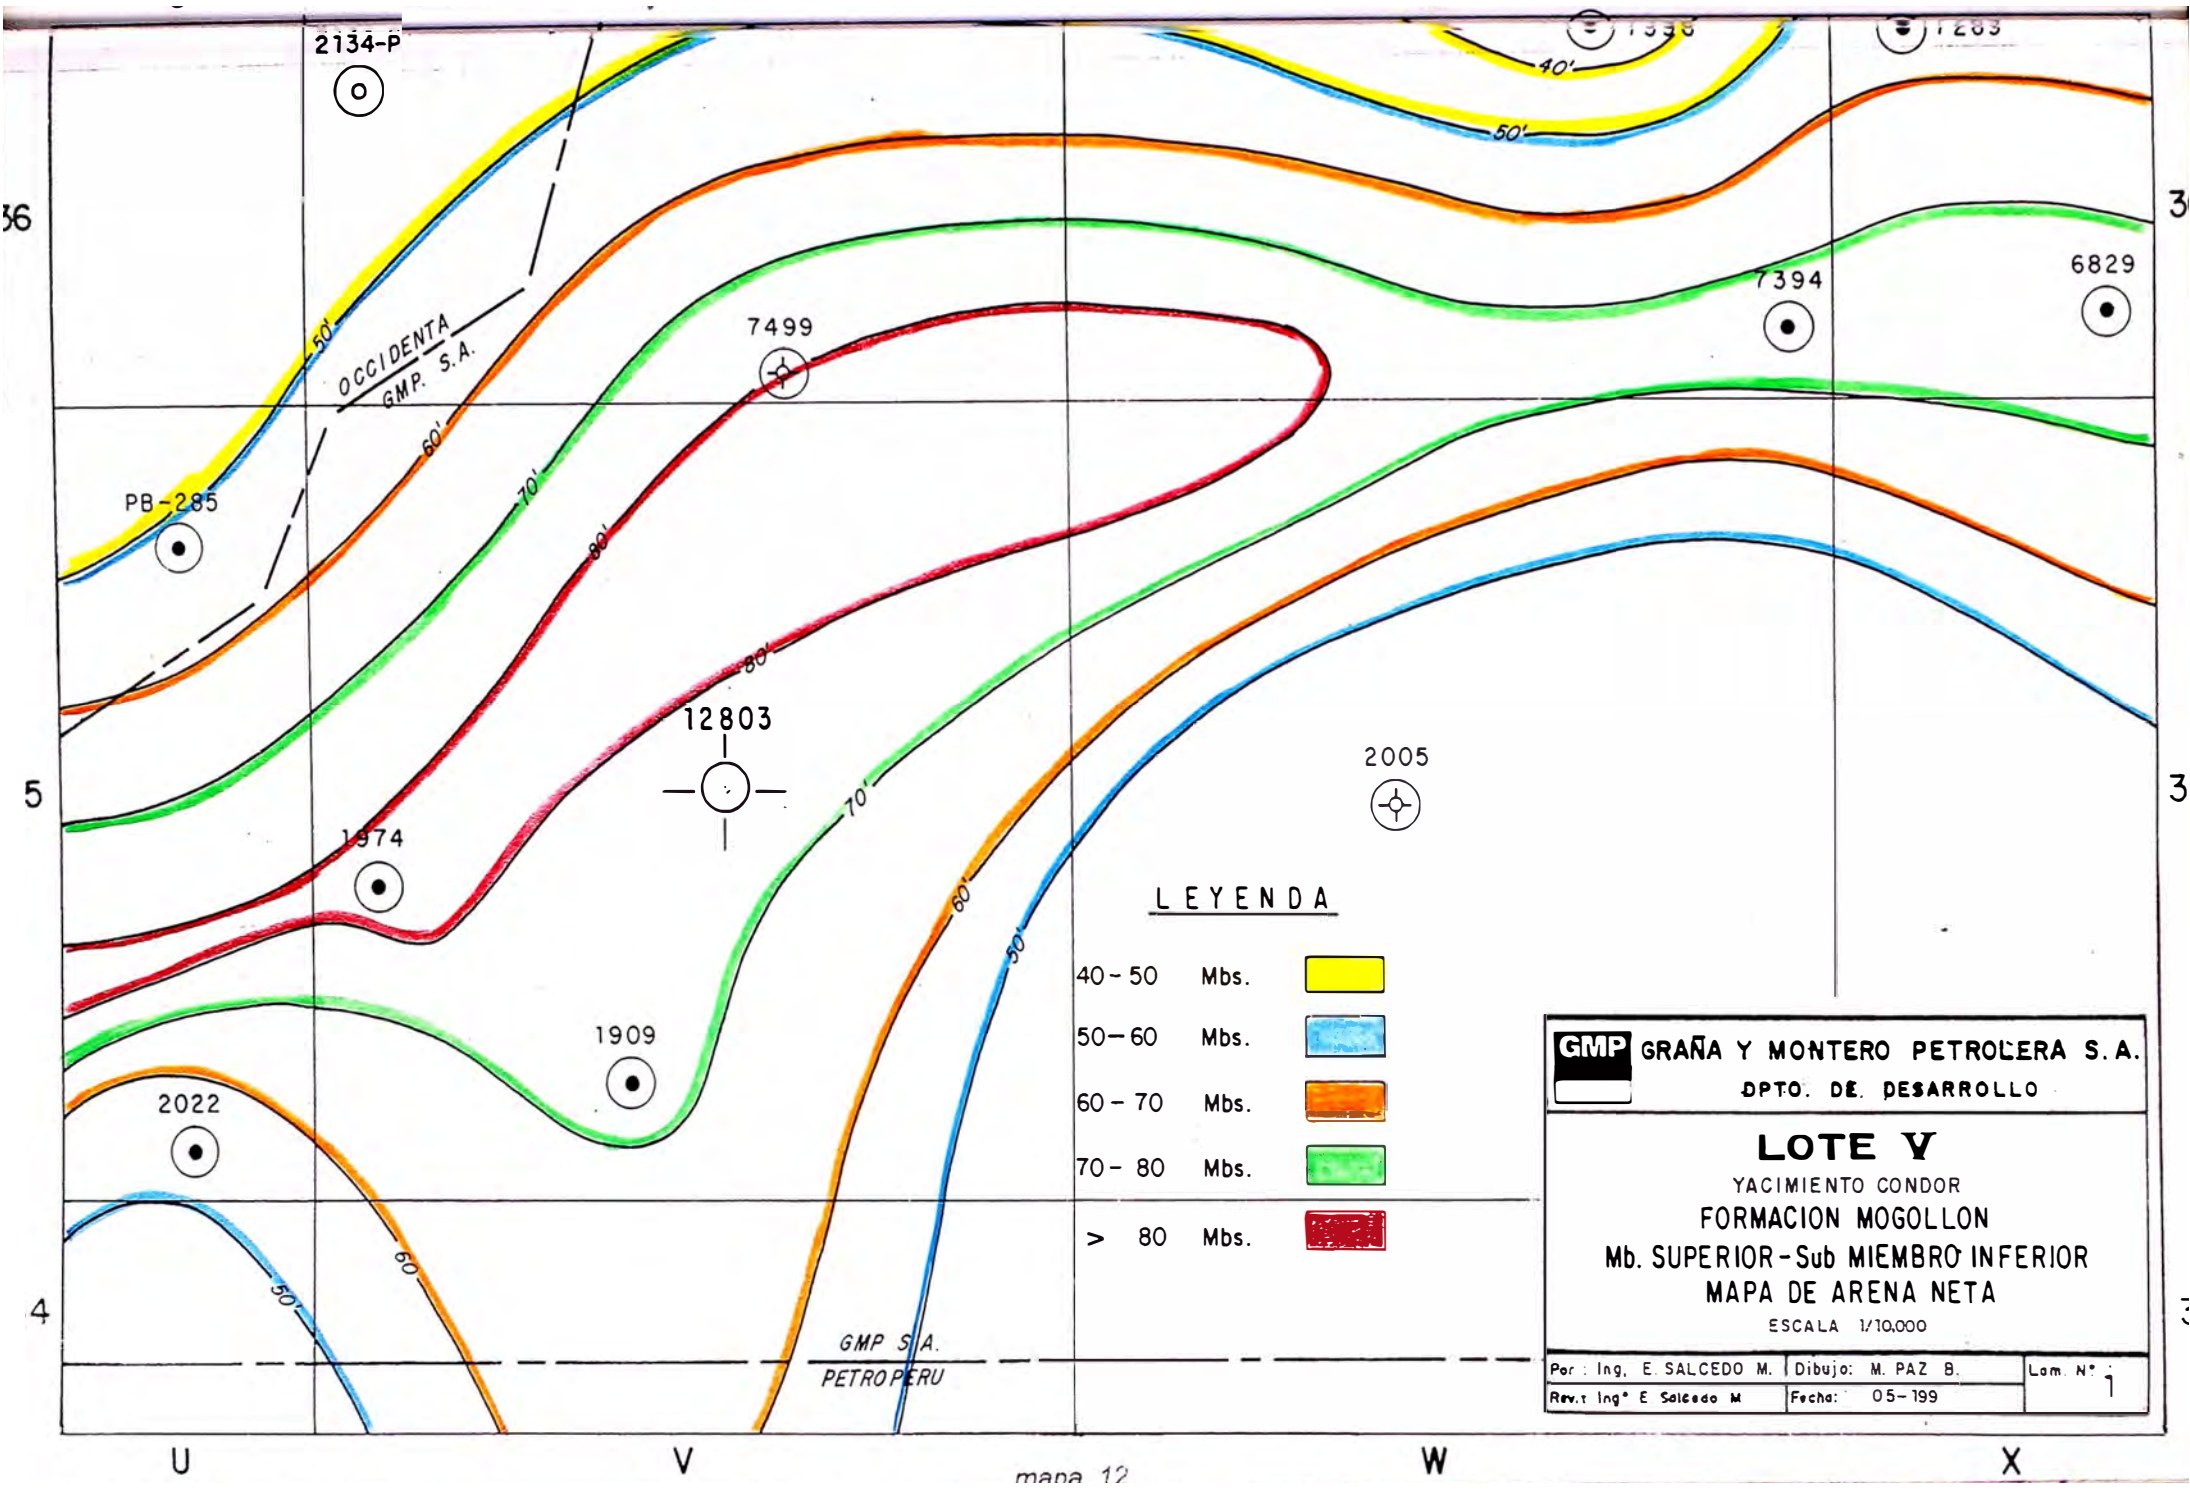 2134-P
40'
50'
36
7394
6829
7499
50'
OCCIDENTA
GMP. S.A.
60'
70'
PB-285
80'
80'
12803
2005
5
70'
1974
60'
50'
LEYENDA
40-50 Mbs.
50-60 Mbs.
60-70 Mbs.
70-80 Mbs.
> 80 Mbs.
1909
2022
60
50'
4
GMP S.A.
PETROPERU
GMP GRAÑA Y MONTERO PETROLERA S.A.
DPTO. DE. DESARROLLO
LOTE V
YACIMIENTO CONDOR
FORMACION MOGOLLON
Mb. SUPERIOR-Sub MIEMBRO INFERIOR
MAPA DE ARENA NETA
ESCALA 1/10,000
Por : Ing. E. SALCEDO M. Dibujo: M. PAZ B. Lam. N° : 1
Rev.: Ing° E Salcedo M Fecha: 05-199
U V W X
mapa 12